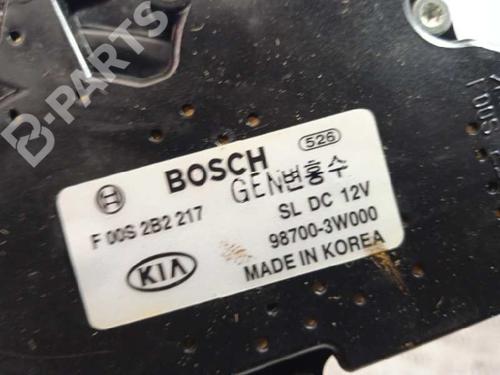 B-PARTS
BOSCH
526
GEN변홍수
F 00S 2B2 217
SL DC 12V
98700-3W000
KIA
MADE IN KOREA